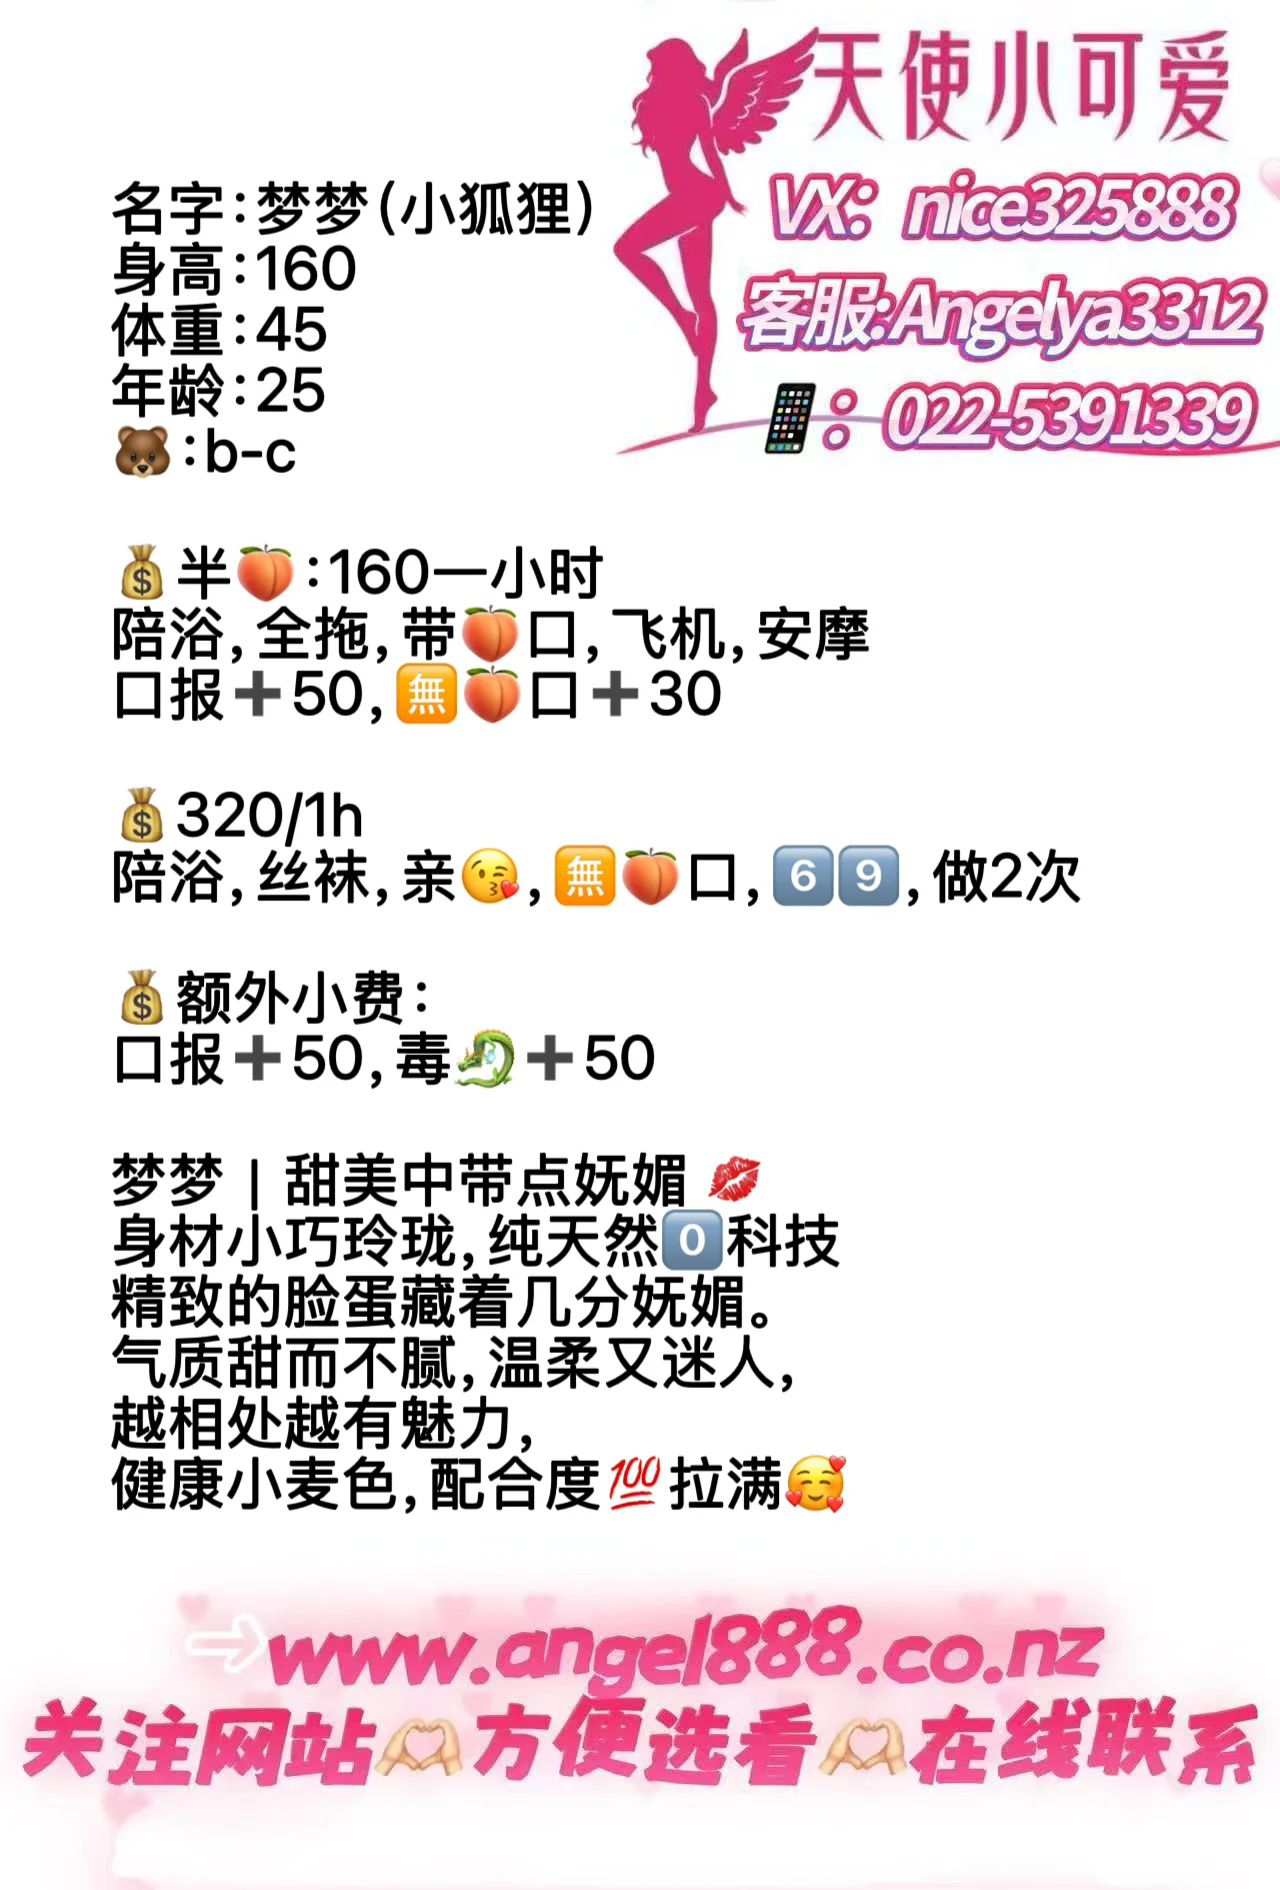 天使小可爱
VX: nice325888
客服:Angelya3312
📱: 022-5391339
名字:梦梦(小狐狸)
身高:160
体重:45
年龄:25
🐻:b-c
💰半🍑:160一小时
陪浴,全拖,带🍑口,飞机,安摩
口报➕50,🈚🍑口➕30
💰320/1h
陪浴,丝袜,亲😘,🈚🍑口,6️⃣9️⃣,做2次
💰额外小费:
口报➕50,毒🐉➕50
梦梦 | 甜美中带点妩媚 💋
身材小巧玲珑,纯天然0️⃣科技
精致的脸蛋藏着几分妩媚。
气质甜而不腻,温柔又迷人,
越相处越有魅力,
健康小麦色,配合度💯拉满🥰
www.angel888.co.nz
关注网站🫶🏻方便选看🫶🏻在线联系